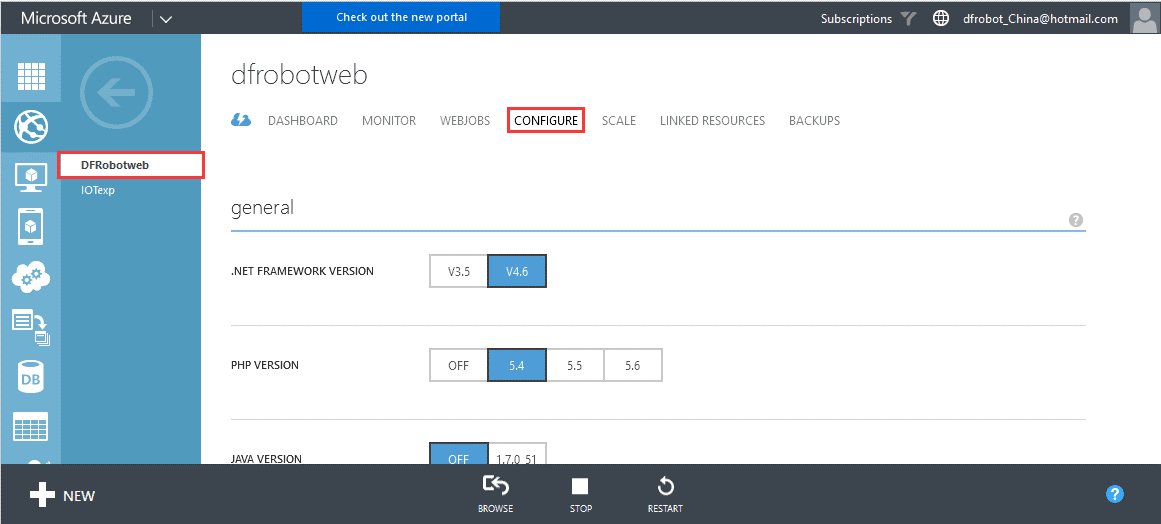 Microsoft Azure
Check out the new portal
Subscriptions
dfrobot_China@hotmail.com
DFRobotweb
IOTexp
DB
dfrobotweb
DASHBOARD MONITOR WEBJOBS CONFIGURE SCALE LINKED RESOURCES BACKUPS
general
?
.NET FRAMEWORK VERSION V3.5 V4.6
PHP VERSION OFF 5.4 5.5 5.6
JAVA VERSION OFF 1.7.0_51
NEW
BROWSE STOP RESTART
?